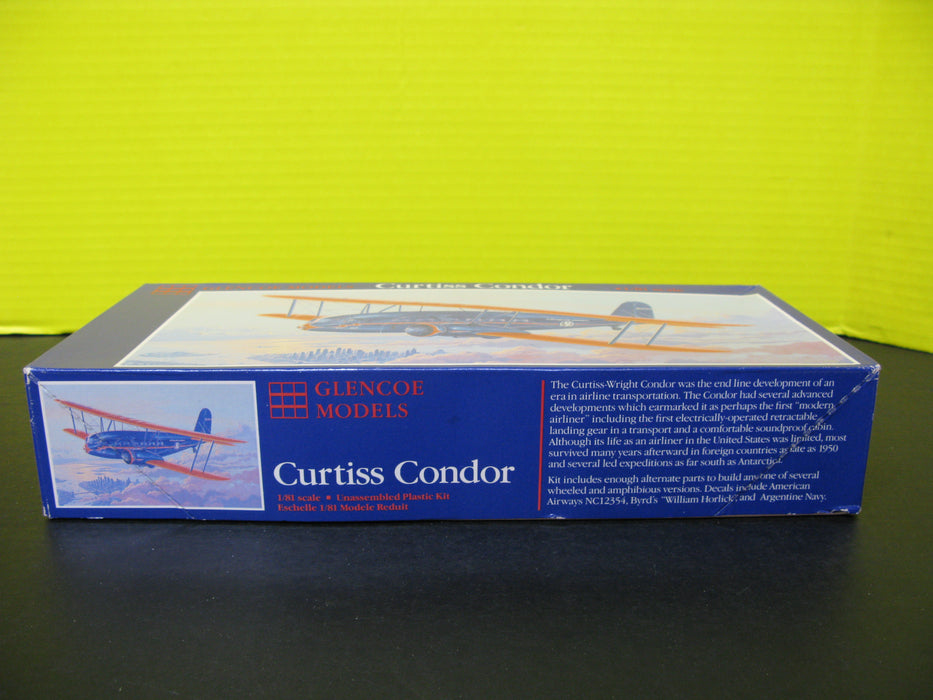 Curtiss Condor
GLENCOE
MODELS
Curtiss Condor
1/81 scale • Unassembled Plastic Kit
Eschelle 1/81 Modele Reduit
The Curtiss-Wright Condor was the end line development of an
era in airline transportation. The Condor had several advanced
developments which earmarked it as perhaps the first "modern
airliner" including the first electrically-operated retractable
landing gear in a transport and a comfortable soundproof cabin.
Although its life as an airliner in the United States was limited, most
survived many years afterward in foreign countries as late as 1950
and several led expeditions as far south as Antarctica.
Kit includes enough alternate parts to build any one of several
wheeled and amphibious versions. Decals include American
Airways NC12354, Byrd's "William Horlick", and Argentine Navy.